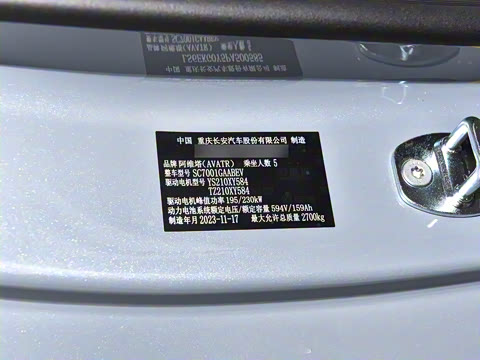 中国 重庆长安汽车股份有限公司 制造
品牌 阿维塔(AVATR) 乘坐人数 5
整车型号 SC7001GAABEV
驱动电机型号 YS210XY584
TZ210XY584
驱动电机峰值功率 195/230kW
动力电池系统额定电压/额定容量 594V/159Ah
制造年月 2023-11-17 最大允许总质量 2700kg